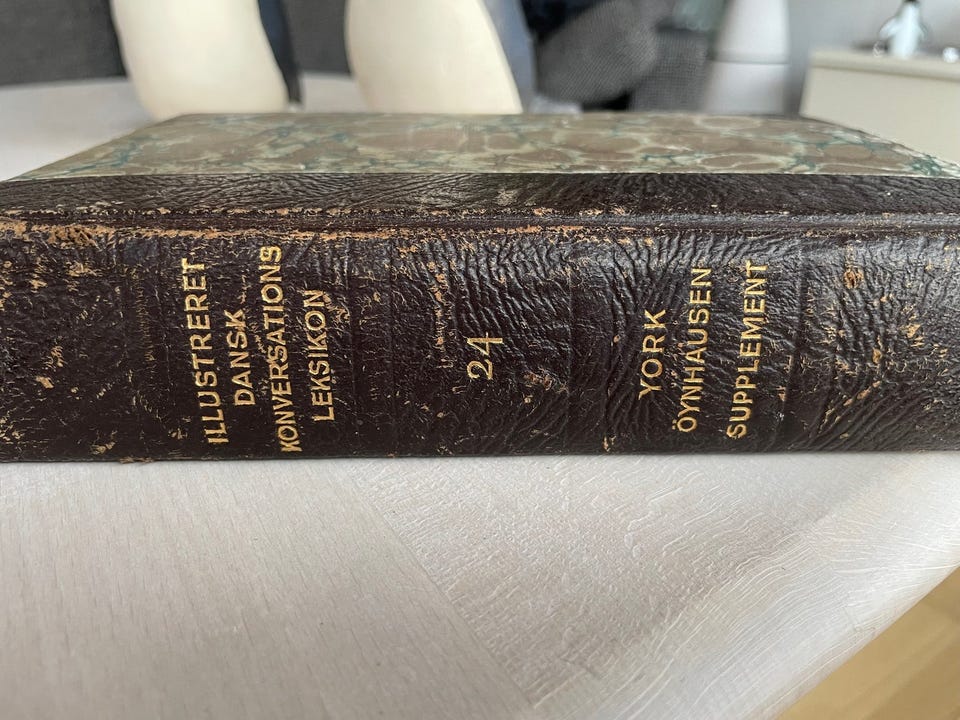 ILLUSTRERET
DANSK
KONVERSATIONS
LEKSIKON
24
YORK
ÖYNHAUSEN
SUPPLEMENT